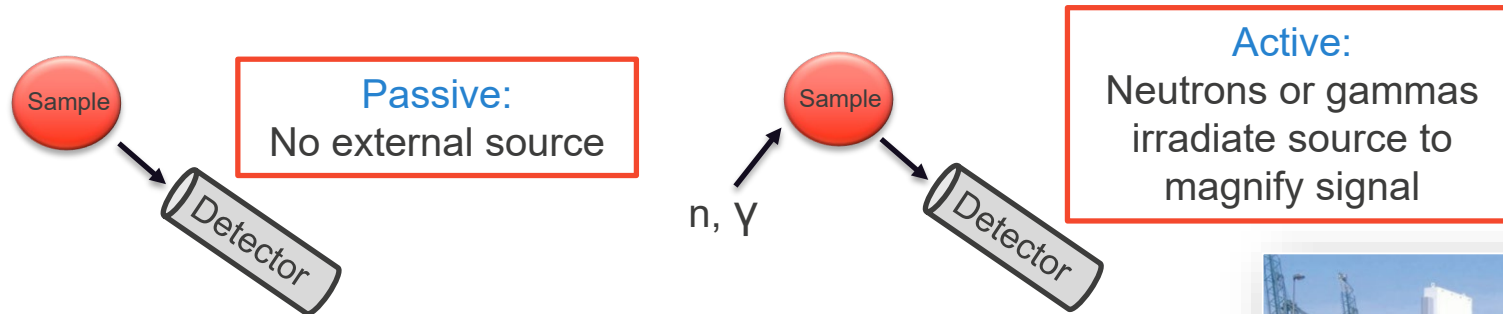 Sample
Passive:
No external source
Detector
Sample
n, γ
Detector
Active:
Neutrons or gammas
irradiate source to
magnify signal